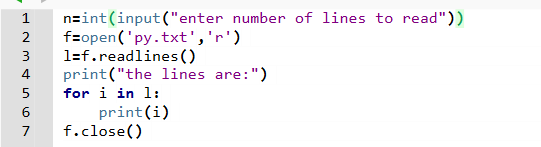 1 n=int(input("enter number of lines to read"))
2 f=open('py.txt','r')
3 l=f.readlines()
4 print("the lines are:")
5 for i in l:
6     print(i)
7 f.close()